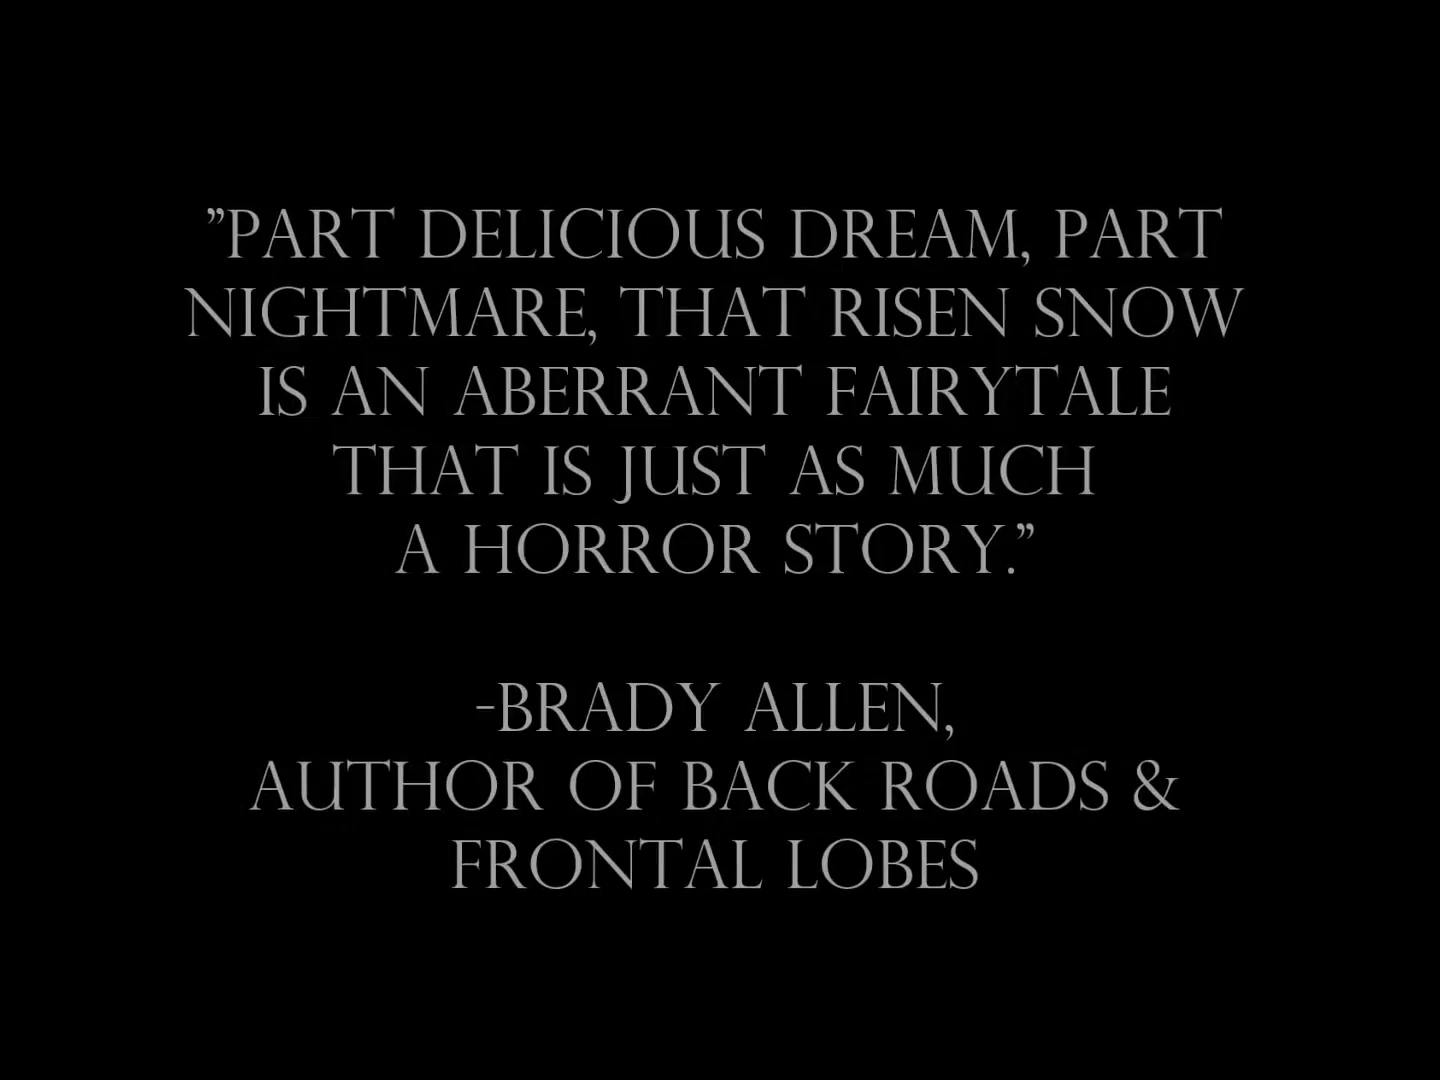 ”PART DELICIOUS DREAM, PART
NIGHTMARE, THAT RISEN SNOW
IS AN ABERRANT FAIRYTALE
THAT IS JUST AS MUCH
A HORROR STORY.”
-BRADY ALLEN,
AUTHOR OF BACK ROADS &
FRONTAL LOBES